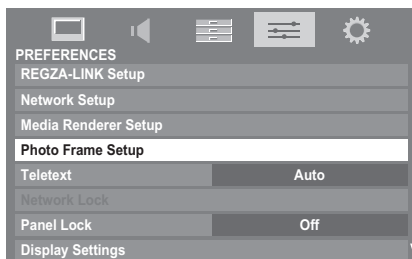 PREFERENCES
REGZA-LINK Setup
Network Setup
Media Renderer Setup
Photo Frame Setup
Teletext Auto
Network Lock
Panel Lock Off
Display Settings